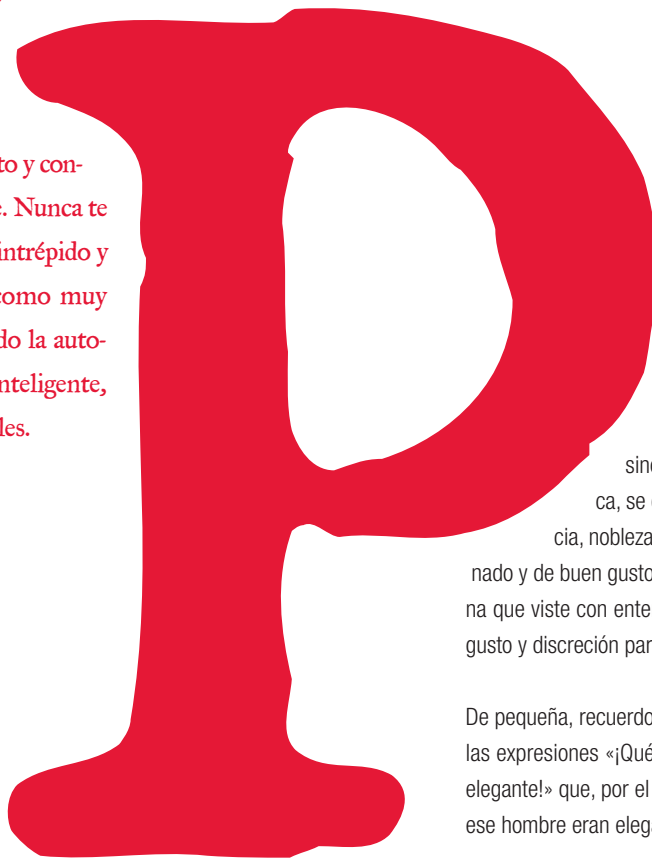 to y con-
. Nunca te
intrépido y
como muy
do la auto-
nteligente,
les.
P
sino
ca, se
cia, nobleza
nado y de buen gusto
na que viste con ente
gusto y discreción par
De pequeña, recuerdo
las expresiones «¡Qué
elegante!» que, por el
ese hombre eran elega